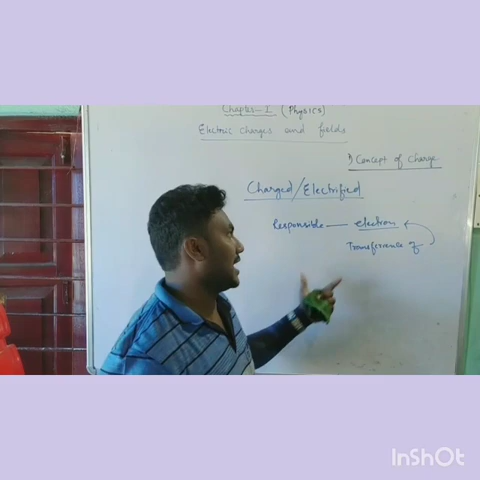 Chapter-1 (Physics)
Electric charges and fields
1) Concept of Charge
Charged/Electrified
Responsible — electron
Transference of
InShOt